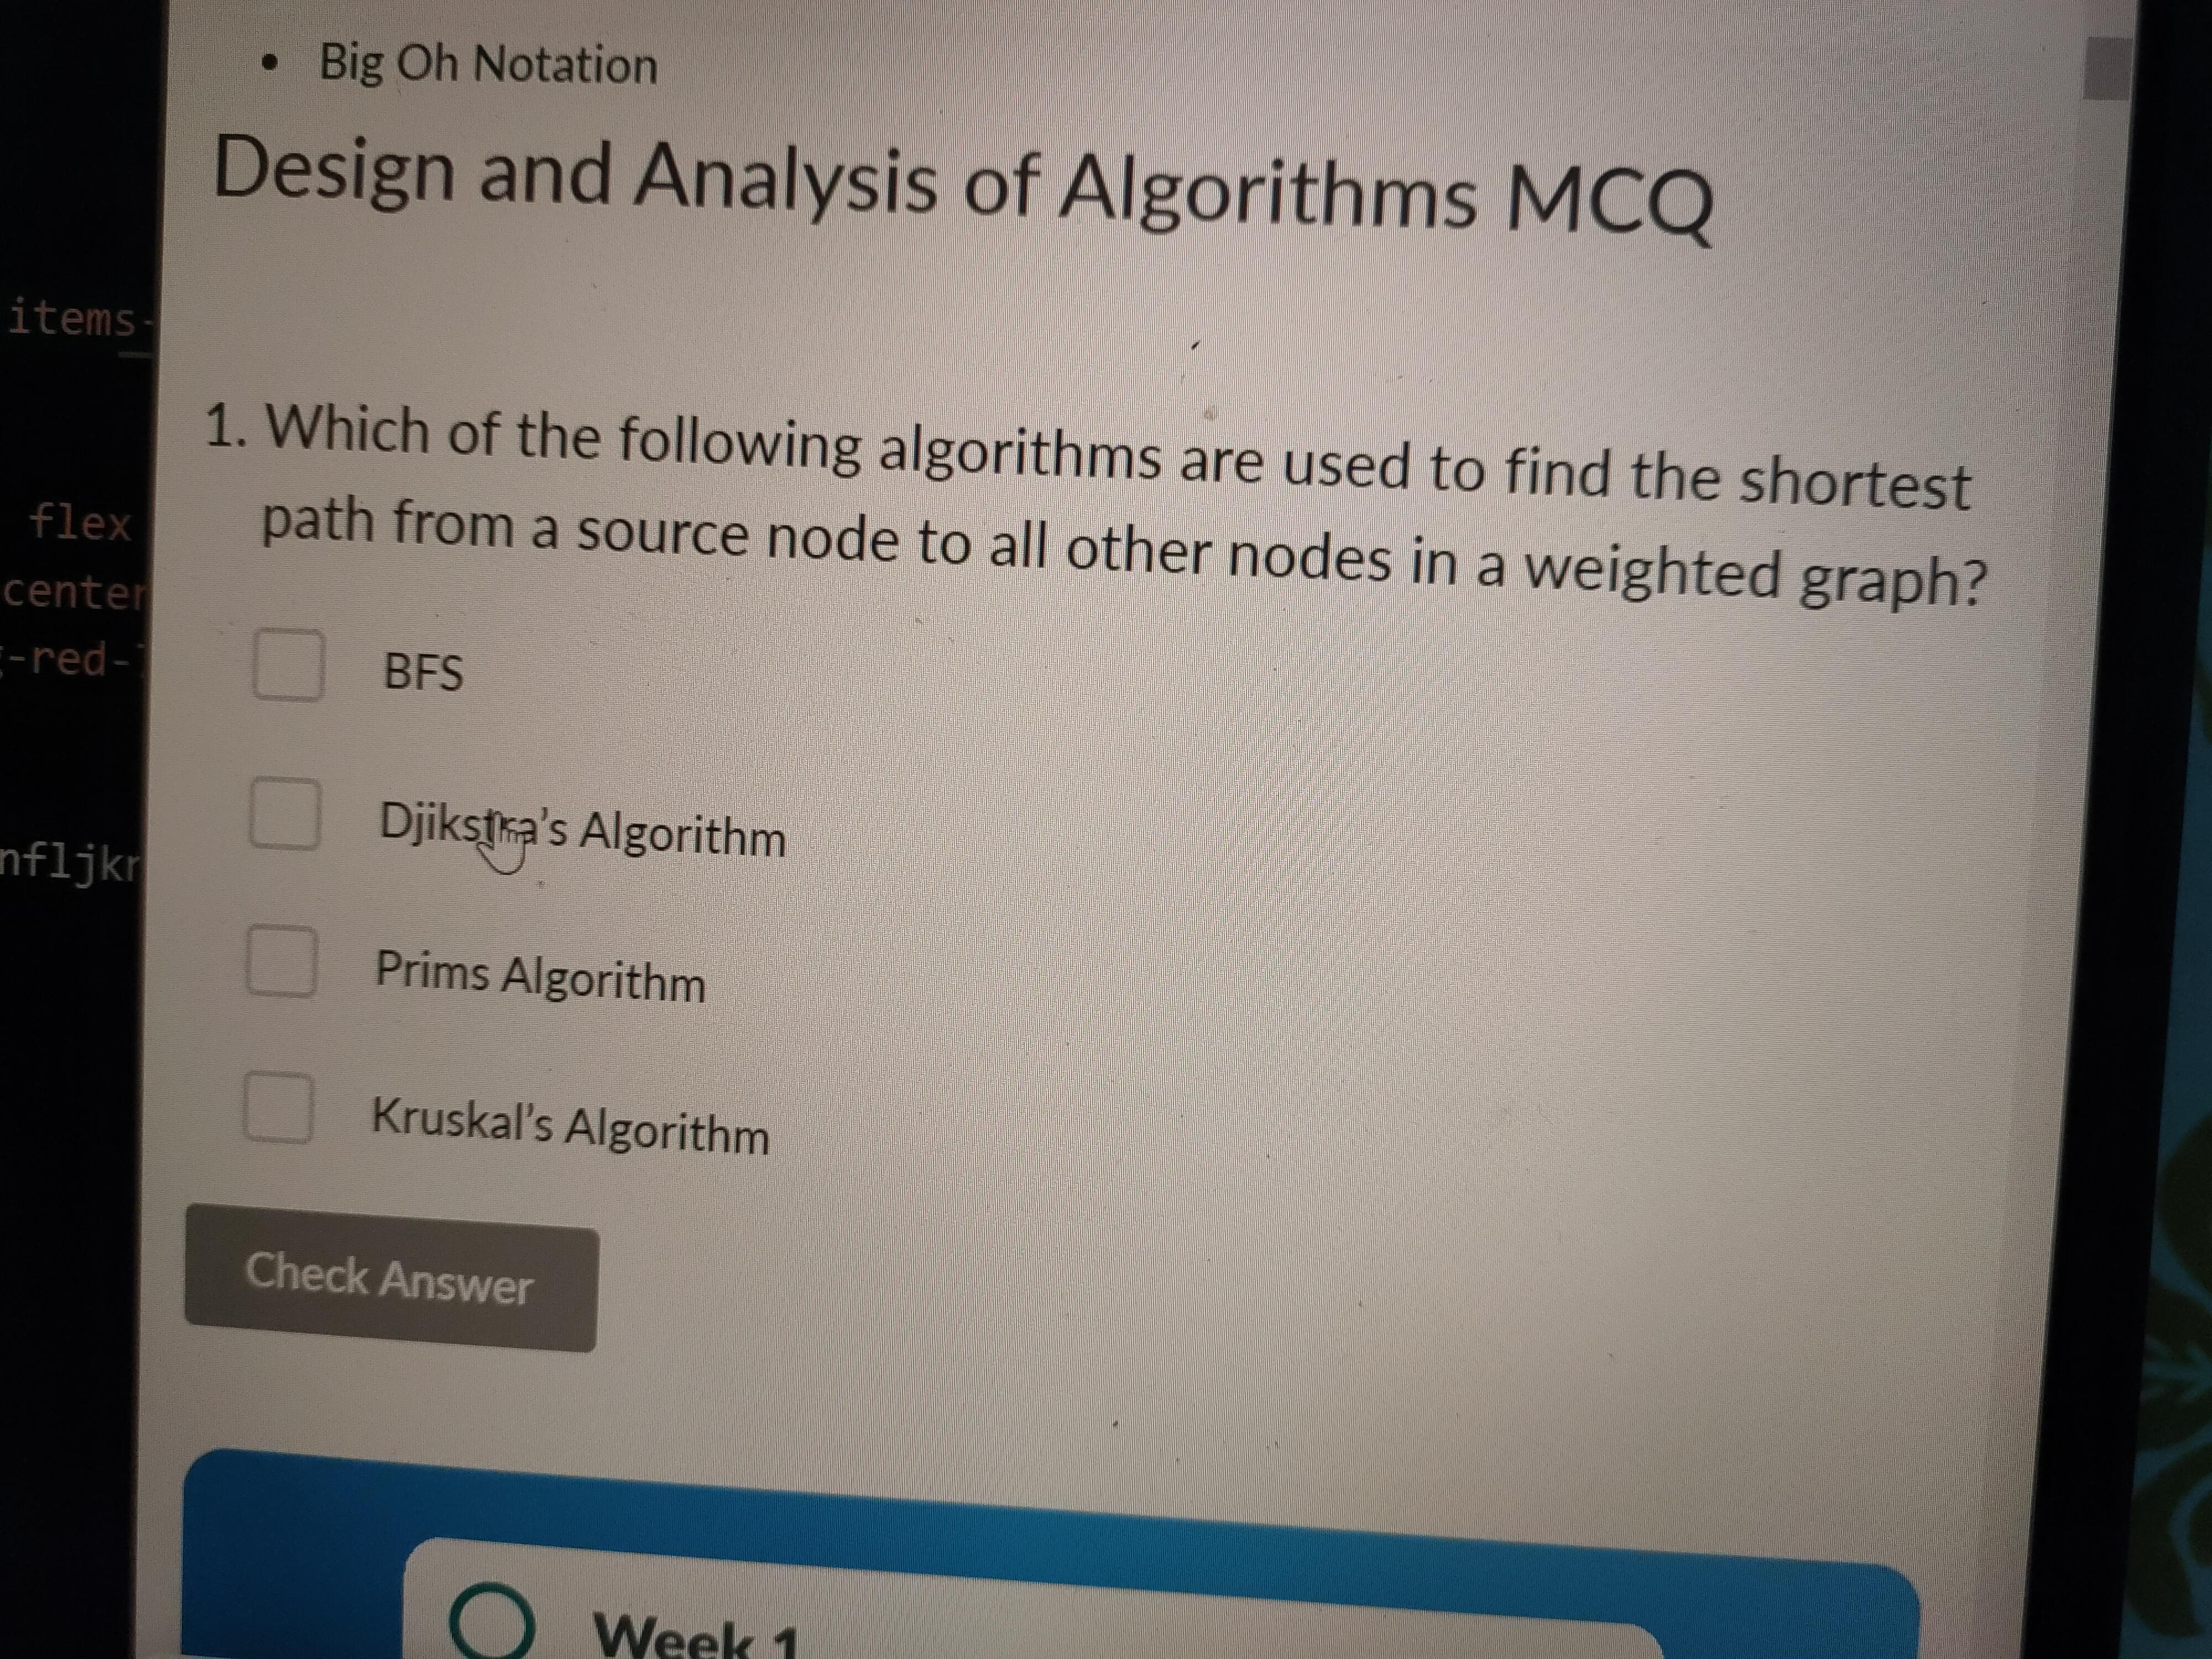 Big Oh Notation
Design and Analysis of Algorithms MCQ
items-
1. Which of the following algorithms are used to find the shortest
path from a source node to all other nodes in a weighted graph?
flex
center
-red-
BFS
Djikstra's Algorithm
nfljkr
Prims Algorithm
Kruskal's Algorithm
Check Answer
Week 1